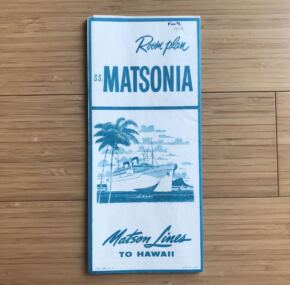 Room plan
S.S. MATSONIA
Matson Lines
TO HAWAII